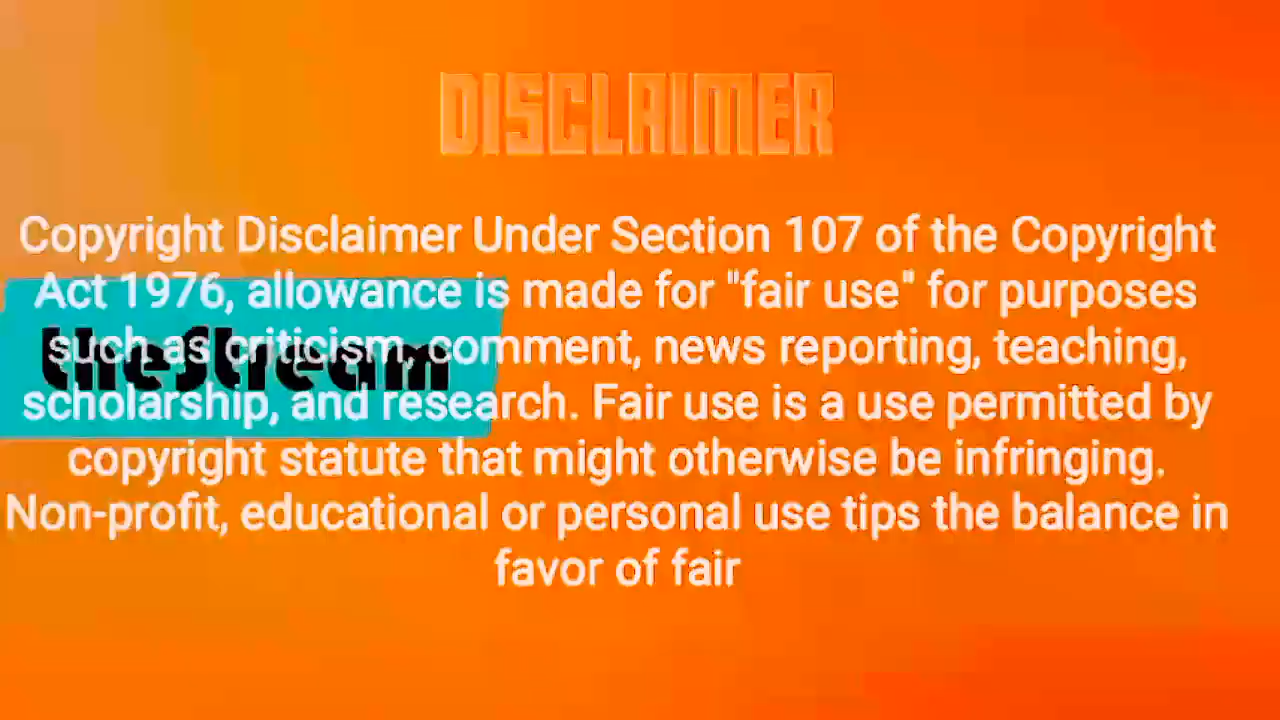 DISCLAIMER
Copyright Disclaimer Under Section 107 of the Copyright
Act 1976, allowance is made for "fair use" for purposes
such as criticism, comment, news reporting, teaching,
scholarship, and research. Fair use is a use permitted by
copyright statute that might otherwise be infringing.
Non-profit, educational or personal use tips the balance in
favor of fair